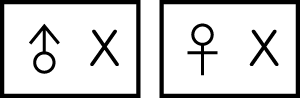 ♂ X ♀ X